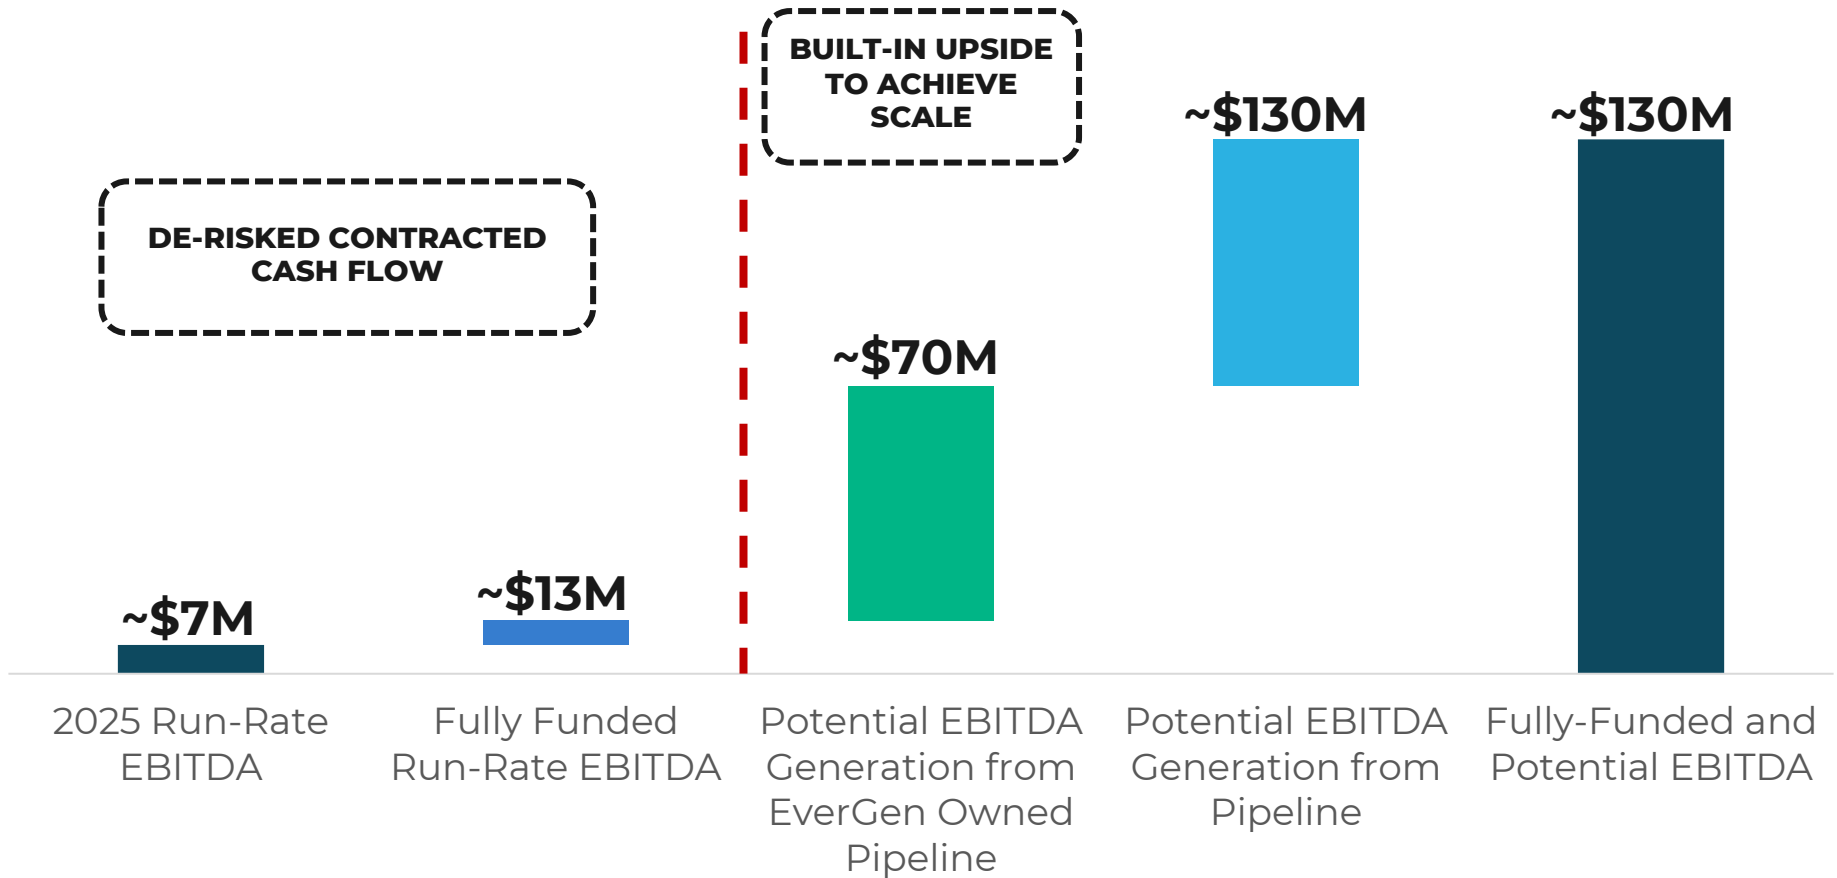 BUILT-IN UPSIDE
TO ACHIEVE
SCALE
DE-RISKED CONTRACTED
CASH FLOW
~$7M
~$13M
~$70M
~$130M
~$130M
2025 Run-Rate
EBITDA
Fully Funded
Run-Rate EBITDA
Potential EBITDA
Generation from
EverGen Owned
Pipeline
Potential EBITDA
Generation from
Pipeline
Fully-Funded and
Potential EBITDA